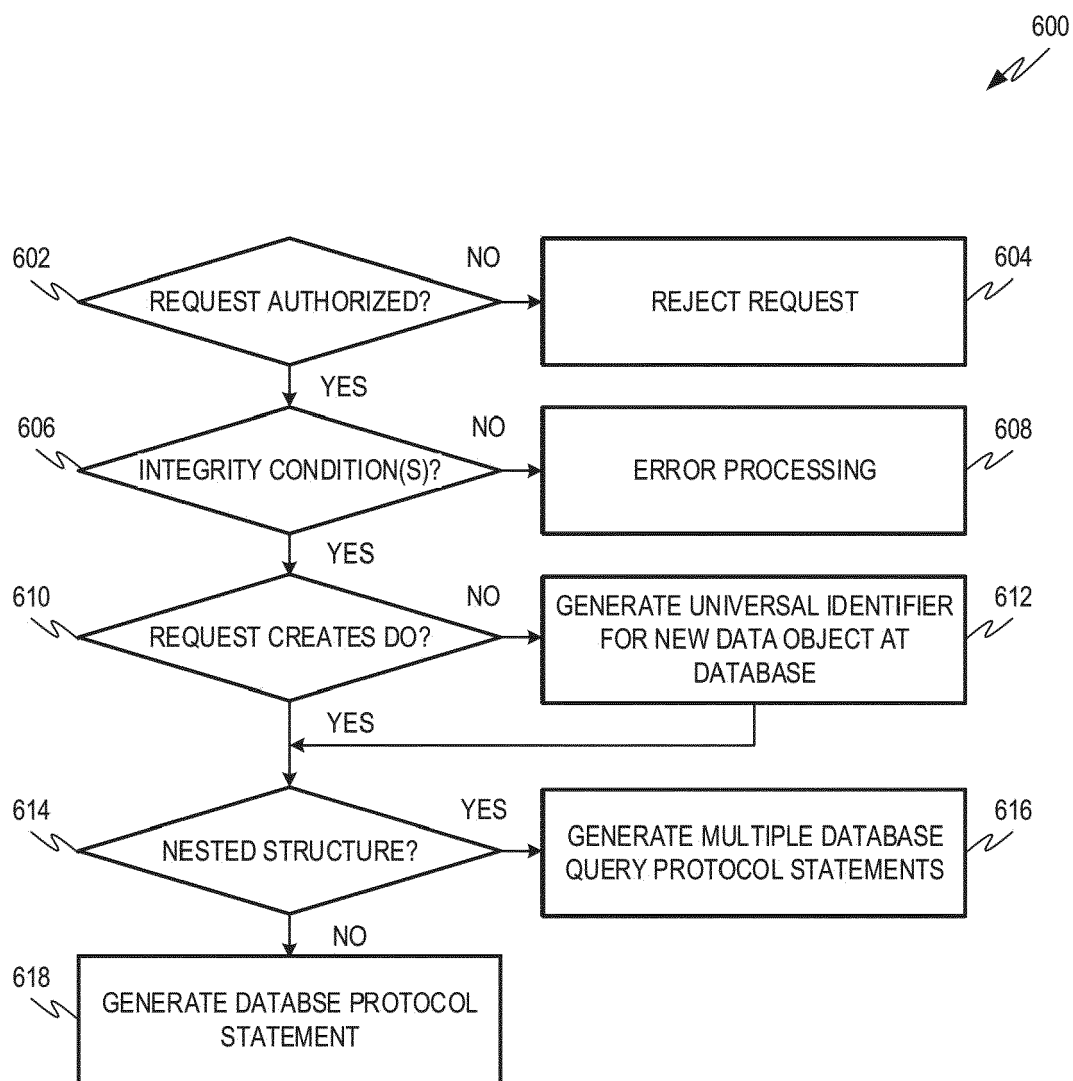 600
602
REQUEST AUTHORIZED?
NO
REJECT REQUEST
604
YES
606
INTEGRITY CONDITION(S)?
NO
ERROR PROCESSING
608
YES
610
REQUEST CREATES DO?
NO
GENERATE UNIVERSAL IDENTIFIER
FOR NEW DATA OBJECT AT
DATABASE
612
YES
614
NESTED STRUCTURE?
YES
GENERATE MULTIPLE DATABASE
QUERY PROTOCOL STATEMENTS
616
NO
618
GENERATE DATABSE PROTOCOL
STATEMENT